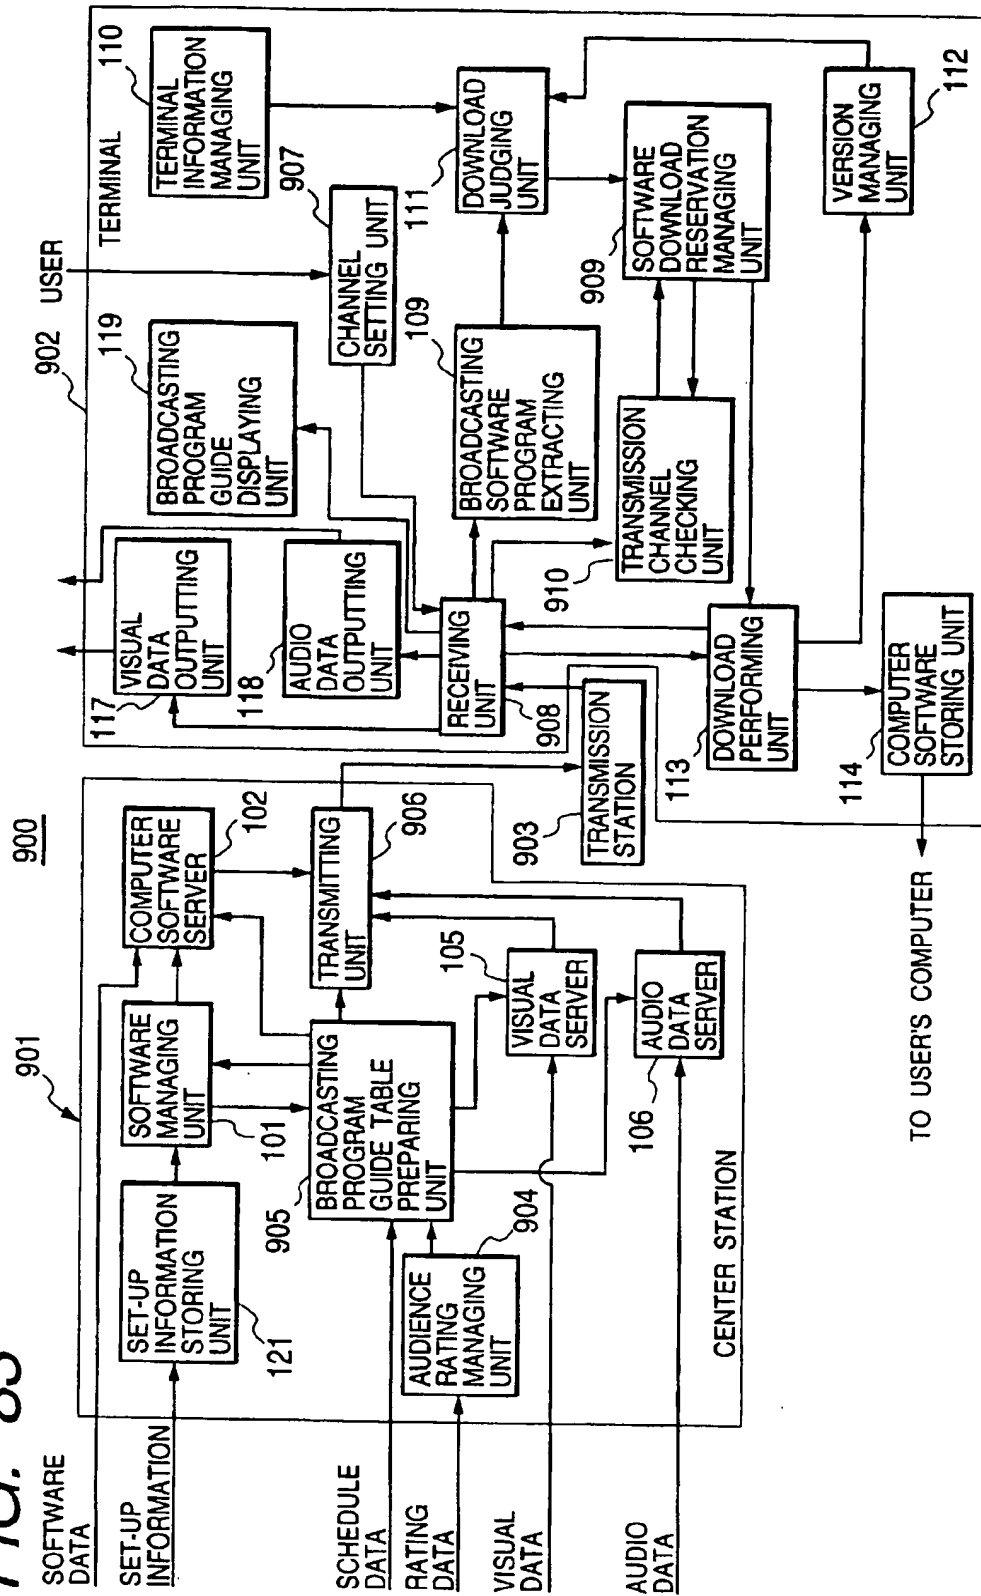 FIG. 83
900
901
902
USER
TERMINAL
CENTER STATION
SOFTWARE
DATA
SET-UP
INFORMATION
SCHEDULE
DATA
RATING
DATA
VISUAL
DATA
AUDIO
DATA
SET-UP
INFORMATION
STORING
UNIT
121
SOFTWARE
MANAGING
UNIT
101
COMPUTER
SOFTWARE
SERVER
102
BROADCASTING
PROGRAM
GUIDE TABLE
PREPARING
UNIT
905
TRANSMITTING
UNIT
906
AUDIENCE
RATING
MANAGING
UNIT
904
VISUAL
DATA
SERVER
105
AUDIO
DATA
SERVER
106
TRANSMISSION
STATION
903
VISUAL
DATA
OUTPUTTING
UNIT
117
AUDIO
DATA
OUTPUTTING
UNIT
118
RECEIVING
UNIT
908
BROADCASTING
PROGRAM
GUIDE
DISPLAYING
UNIT
119
CHANNEL
SETTING UNIT
907
TERMINAL
INFORMATION
MANAGING
UNIT
110
BROADCASTING
SOFTWARE
PROGRAM
EXTRACTING
UNIT
109
DOWNLOAD
JUDGING
UNIT
111
TRANSMISSION
CHANNEL
CHECKING
UNIT
910
SOFTWARE
DOWNLOAD
RESERVATION
MANAGING
UNIT
909
DOWNLOAD
PERFORMING
UNIT
113
VERSION
MANAGING
UNIT
112
COMPUTER
SOFTWARE
STORING UNIT
114
TO USER'S COMPUTER